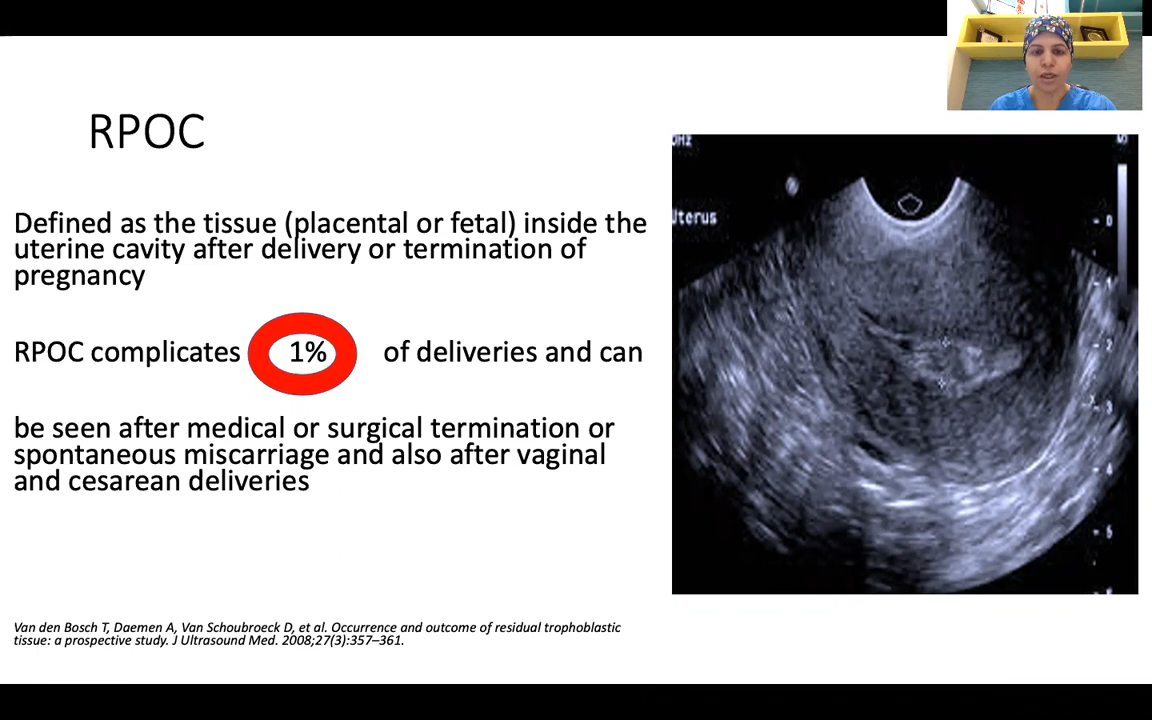 RPOC
Defined as the tissue (placental or fetal) inside the
uterine cavity after delivery or termination of
pregnancy
RPOC complicates 1% of deliveries and can
be seen after medical or surgical termination or
spontaneous miscarriage and also after vaginal
and cesarean deliveries
Van den Bosch T, Daemen A, Van Schoubroeck D, et al. Occurrence and outcome of residual trophoblastic
tissue: a prospective study. J Ultrasound Med. 2008;27(3):357–361.
Uterus
0
1
2
3
4
5